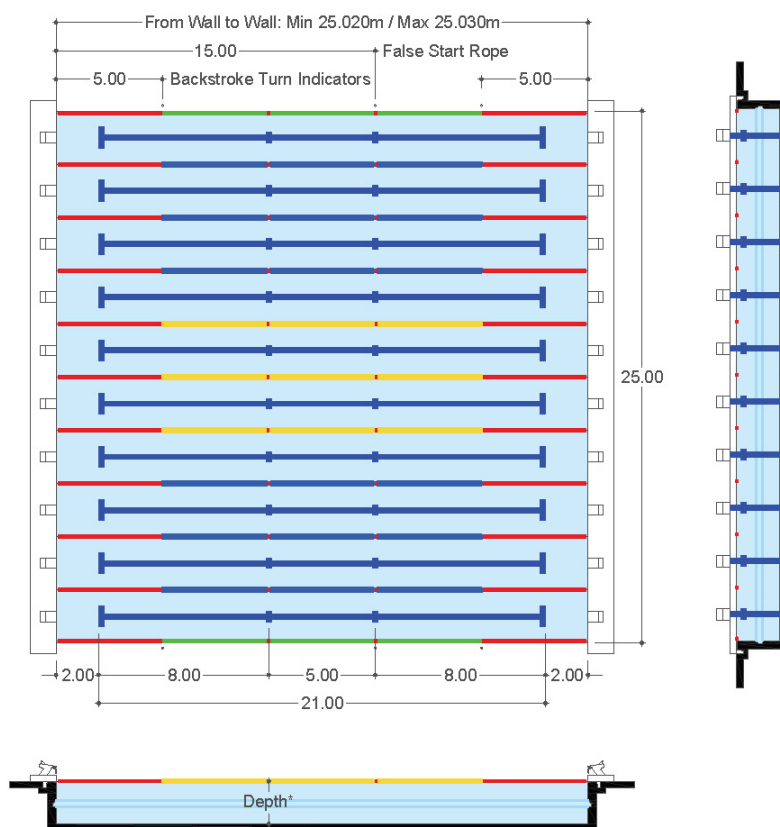 From Wall to Wall: Min 25.020m / Max 25.030m
15.00 False Start Rope
5.00 Backstroke Turn Indicators 5.00
25.00
2.00 8.00 5.00 8.00 2.00
21.00
Depth*